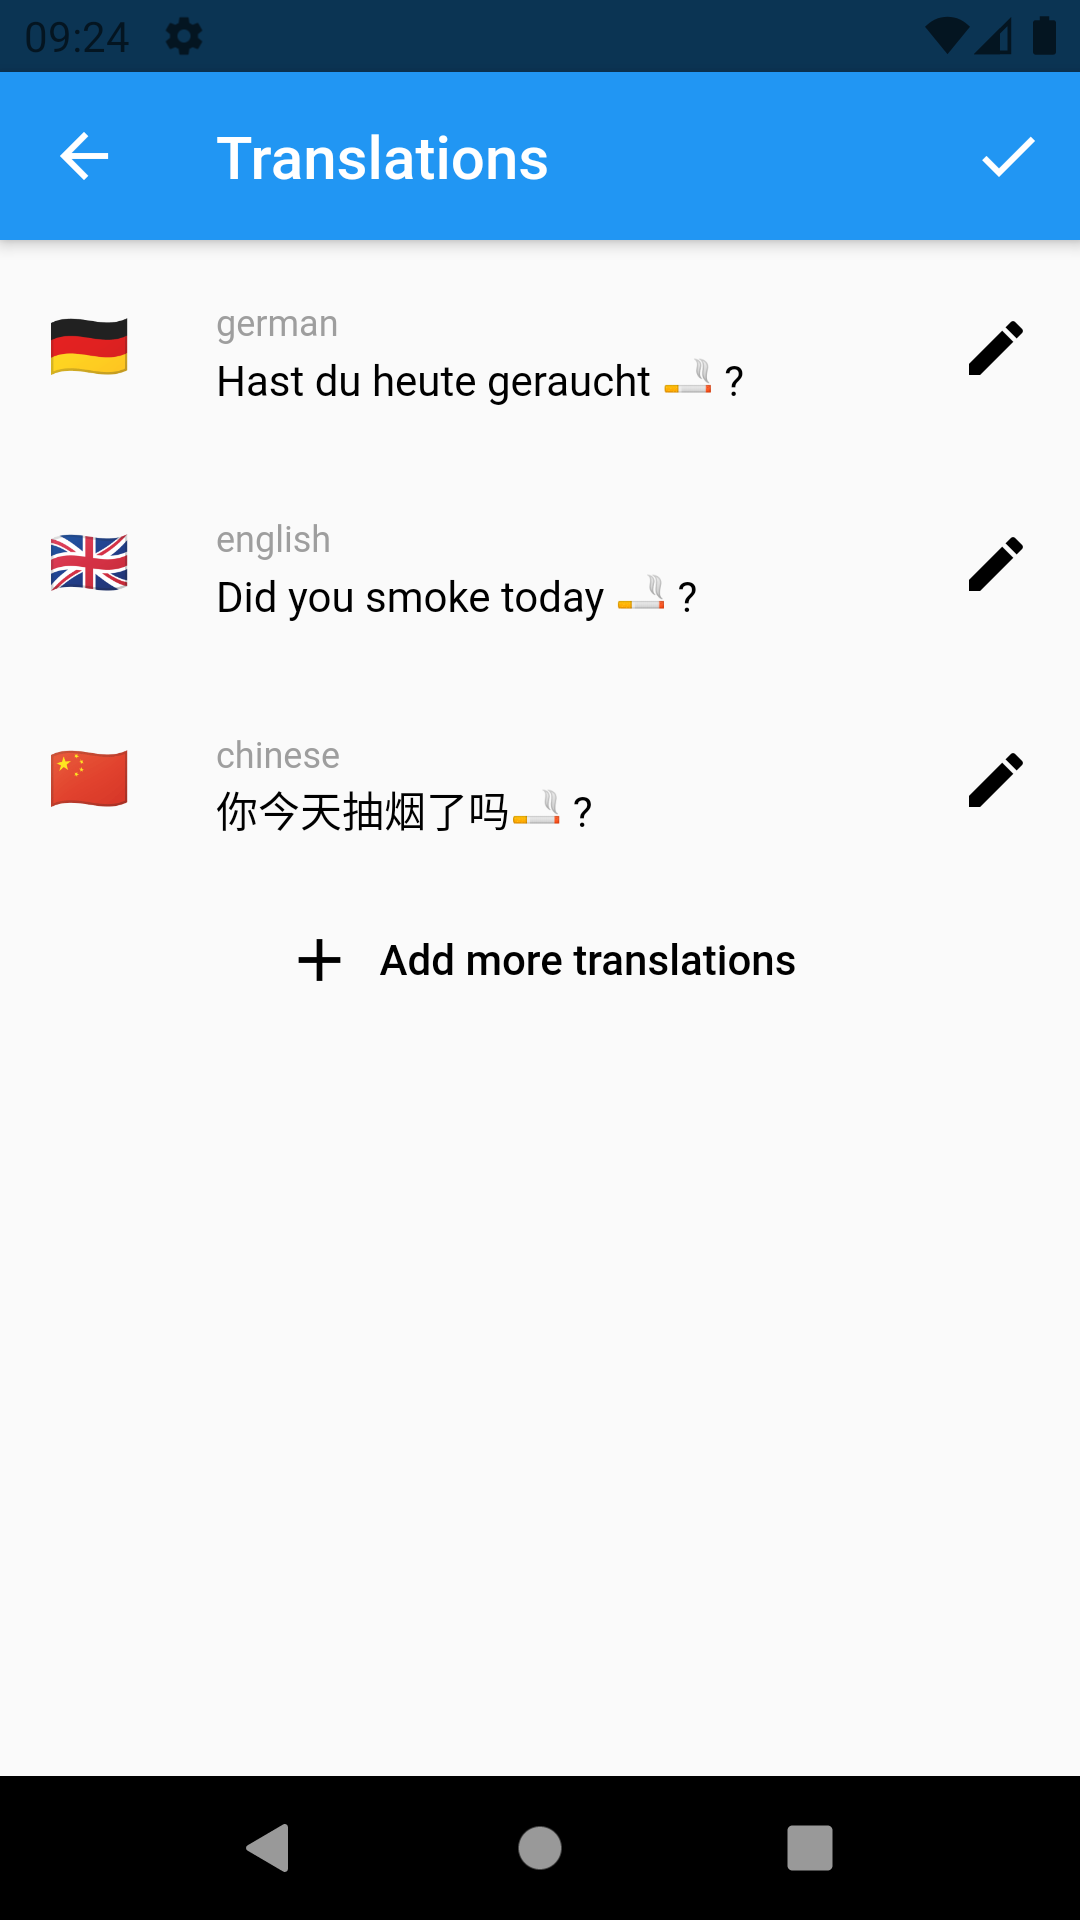 09:24
Translations
german
Hast du heute geraucht 🚬 ?
english
Did you smoke today 🚬 ?
chinese
你今天抽烟了吗🚬 ?
Add more translations